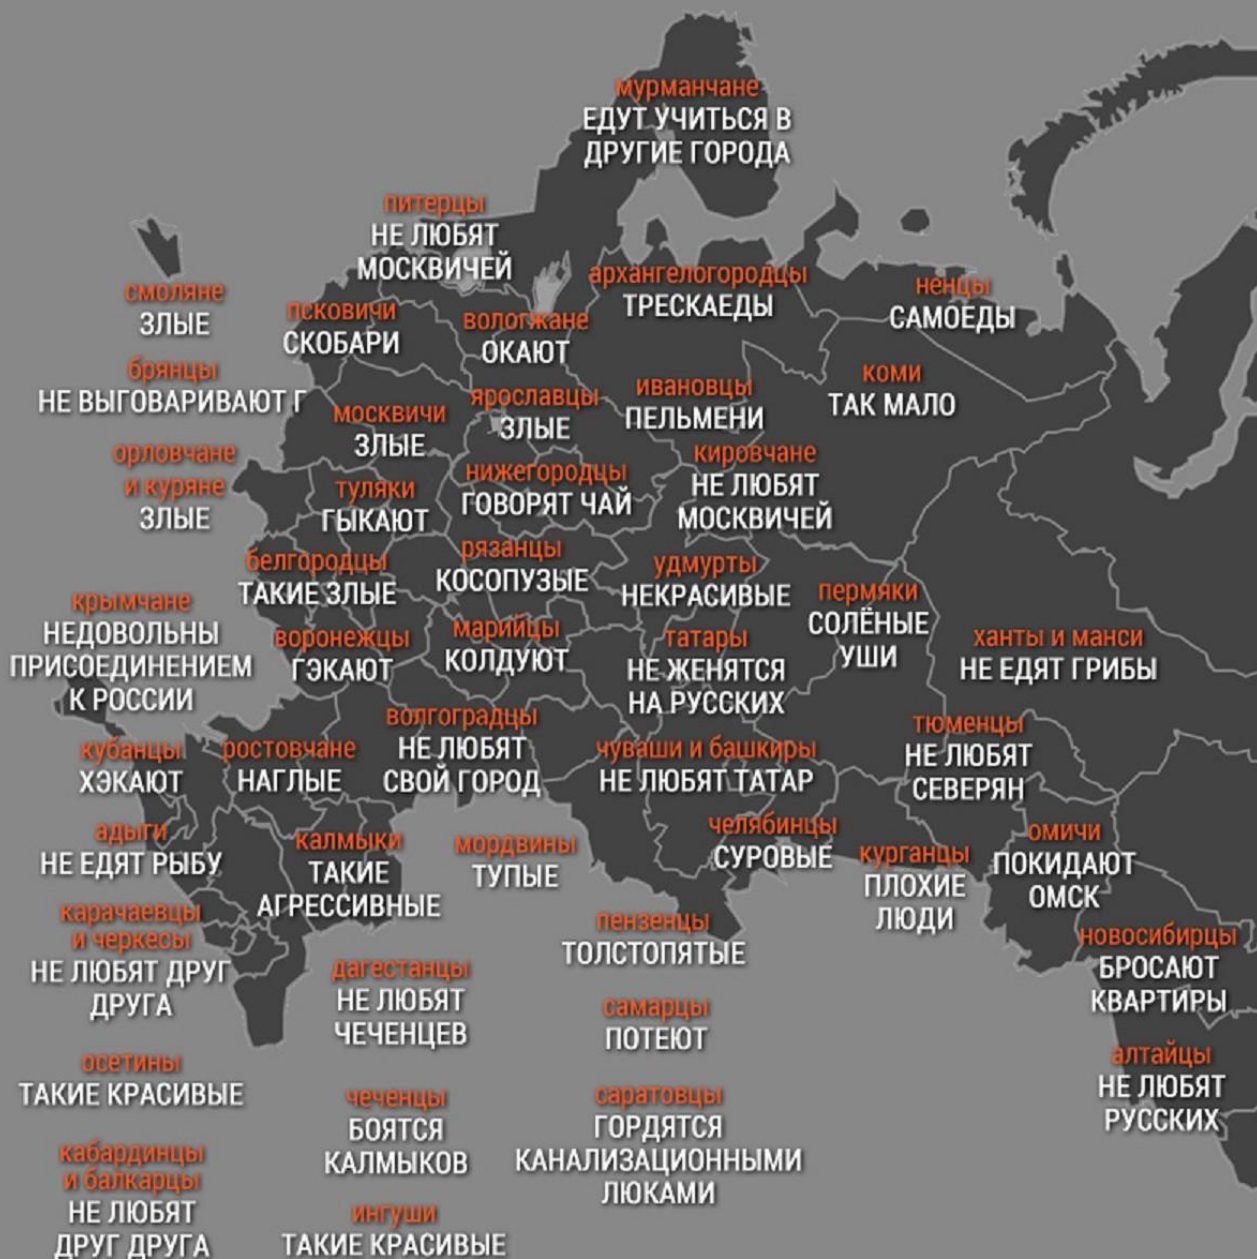 мурманчане
ЕДУТ УЧИТЬСЯ В
ДРУГИЕ ГОРОДА
питерцы
НЕ ЛЮБЯТ
МОСКВИЧЕЙ
архангелогородцы
ТРЕСКАЕДЫ
ненцы
САМОЕДЫ
смоляне
ЗЛЫЕ
псковичи
СКОБАРИ
вологжане
ОКАЮТ
брянцы
НЕ ВЫГОВАРИВАЮТ Г
москвичи
ЗЛЫЕ
ярославцы
ЗЛЫЕ
ивановцы
ПЕЛЬМЕНИ
коми
ТАК МАЛО
орловчане
и куряне
ЗЛЫЕ
туляки
ГЫКАЮТ
нижегородцы
ГОВОРЯТ ЧАЙ
кировчане
НЕ ЛЮБЯТ
МОСКВИЧЕЙ
белгородцы
ТАКИЕ ЗЛЫЕ
рязанцы
КОСОПУЗЫЕ
удмурты
НЕКРАСИВЫЕ
пермяки
СОЛЁНЫЕ
УШИ
крымчане
НЕДОВОЛЬНЫ
ПРИСОЕДИНЕНИЕМ
К РОССИИ
воронежцы
ГЭКАЮТ
марийцы
КОЛДУЮТ
татары
НЕ ЖЕНЯТСЯ
НА РУССКИХ
ханты и манси
НЕ ЕДЯТ ГРИБЫ
кубанцы
ХЭКАЮТ
ростовчане
НАГЛЫЕ
волгоградцы
НЕ ЛЮБЯТ
СВОЙ ГОРОД
чуваши и башкиры
НЕ ЛЮБЯТ ТАТАР
тюменцы
НЕ ЛЮБЯТ
СЕВЕРЯН
адыги
НЕ ЕДЯТ РЫБУ
калмыки
ТАКИЕ
АГРЕССИВНЫЕ
мордвины
ТУПЫЕ
челябинцы
СУРОВЫЕ
курганцы
ПЛОХИЕ
ЛЮДИ
омичи
ПОКИДАЮТ
ОМСК
карачаевцы
и черкесы
НЕ ЛЮБЯТ ДРУГ
ДРУГА
дагестанцы
НЕ ЛЮБЯТ
ЧЕЧЕНЦЕВ
пензенцы
ТОЛСТОПЯТЫЕ
новосибирцы
БРОСАЮТ
КВАРТИРЫ
самарцы
ПОТЕЮТ
осетины
ТАКИЕ КРАСИВЫЕ
чеченцы
БОЯТСЯ
КАЛМЫКОВ
саратовцы
ГОРДЯТСЯ
КАНАЛИЗАЦИОННЫМИ
ЛЮКАМИ
алтайцы
НЕ ЛЮБЯТ
РУССКИХ
кабардинцы
и балкарцы
НЕ ЛЮБЯТ
ДРУГ ДРУГА
ингуши
ТАКИЕ КРАСИВЫЕ